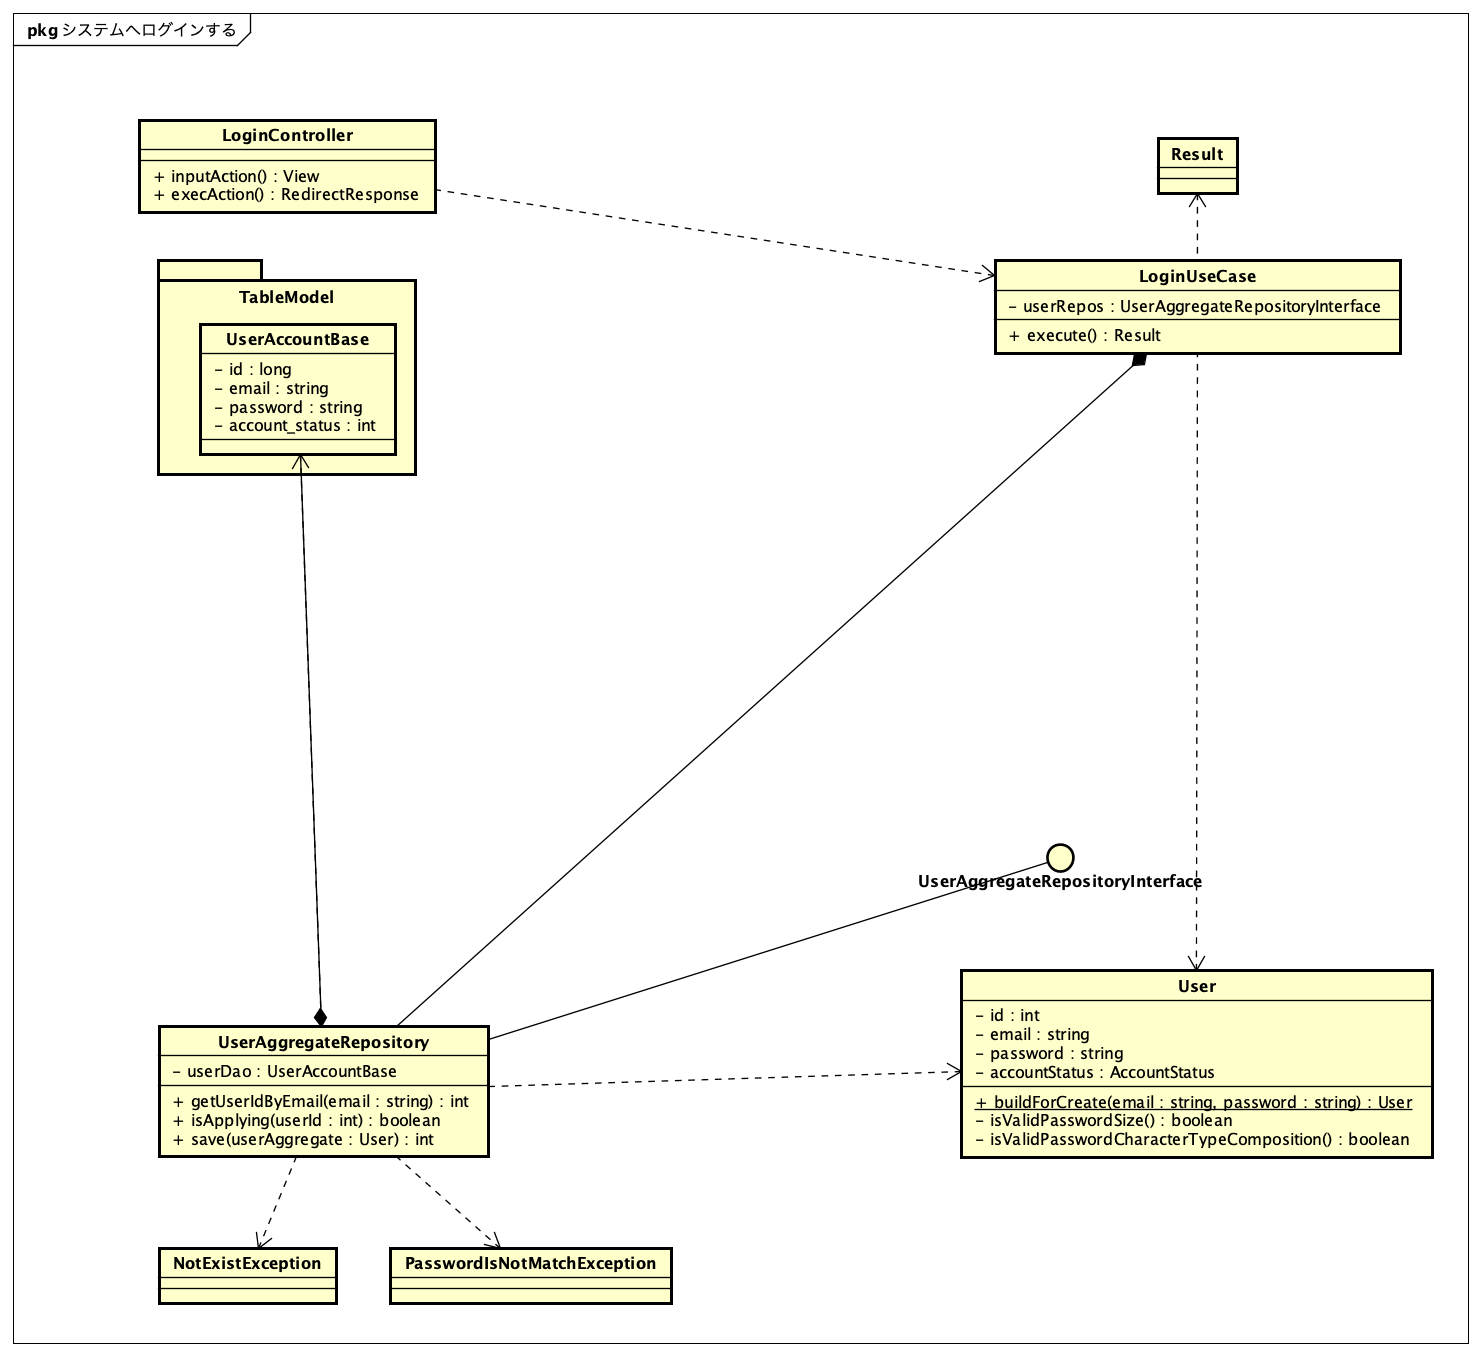 pkg システムへログインする
LoginController
+ inputAction() : View
+ execAction() : RedirectResponse
Result
LoginUseCase
- userRepos : UserAggregateRepositoryInterface
+ execute() : Result
TableModel
UserAccountBase
- id : long
- email : string
- password : string
- account_status : int
UserAggregateRepositoryInterface
User
- id : int
- email : string
- password : string
- accountStatus : AccountStatus
+ buildForCreate(email : string, password : string) : User
- isValidPasswordSize() : boolean
- isValidPasswordCharacterTypeComposition() : boolean
UserAggregateRepository
- userDao : UserAccountBase
+ getUserIdByEmail(email : string) : int
+ isApplying(userId : int) : boolean
+ save(userAggregate : User) : int
NotExistException
PasswordIsNotMatchException